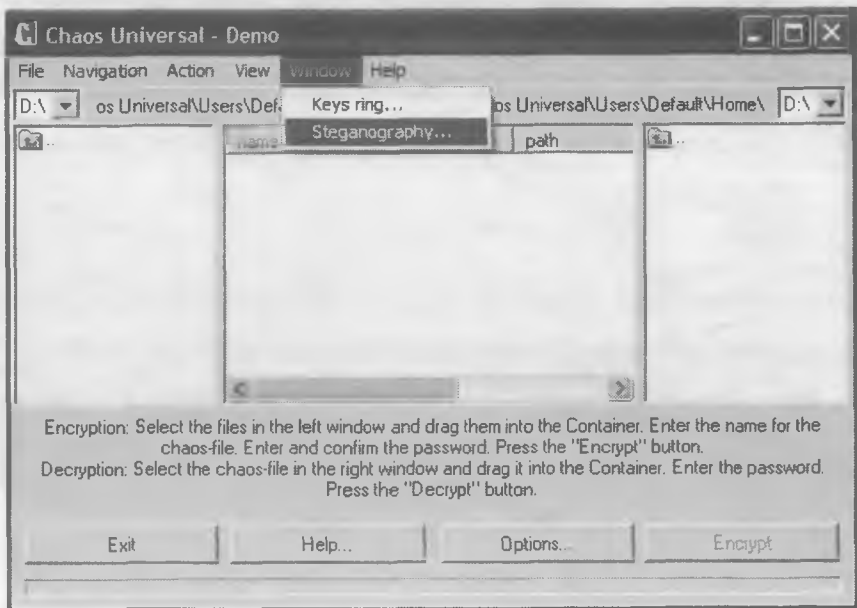 Chaos Universal - Demo
File Navigation Action View Window Help
D:\ os Universal\Users\Def os Universal\Users\Default\Home\ D:\
Keys ring...
Steganography...
.. name path ..
Encryption: Select the files in the left window and drag them into the Container. Enter the name for the
chaos-file. Enter and confirm the password. Press the "Encrypt" button.
Decryption: Select the chaos-file in the right window and drag it into the Container. Enter the password.
Press the "Decrypt" button.
Exit Help... Options... Encrypt